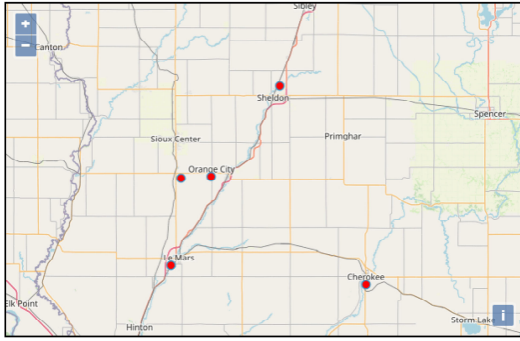 Sibley
+
−
Canton
Sheldon
Spencer
Primghar
Sioux Center
Orange City
Le Mars
Cherokee
Elk Point
i
Storm Lake
Hinton